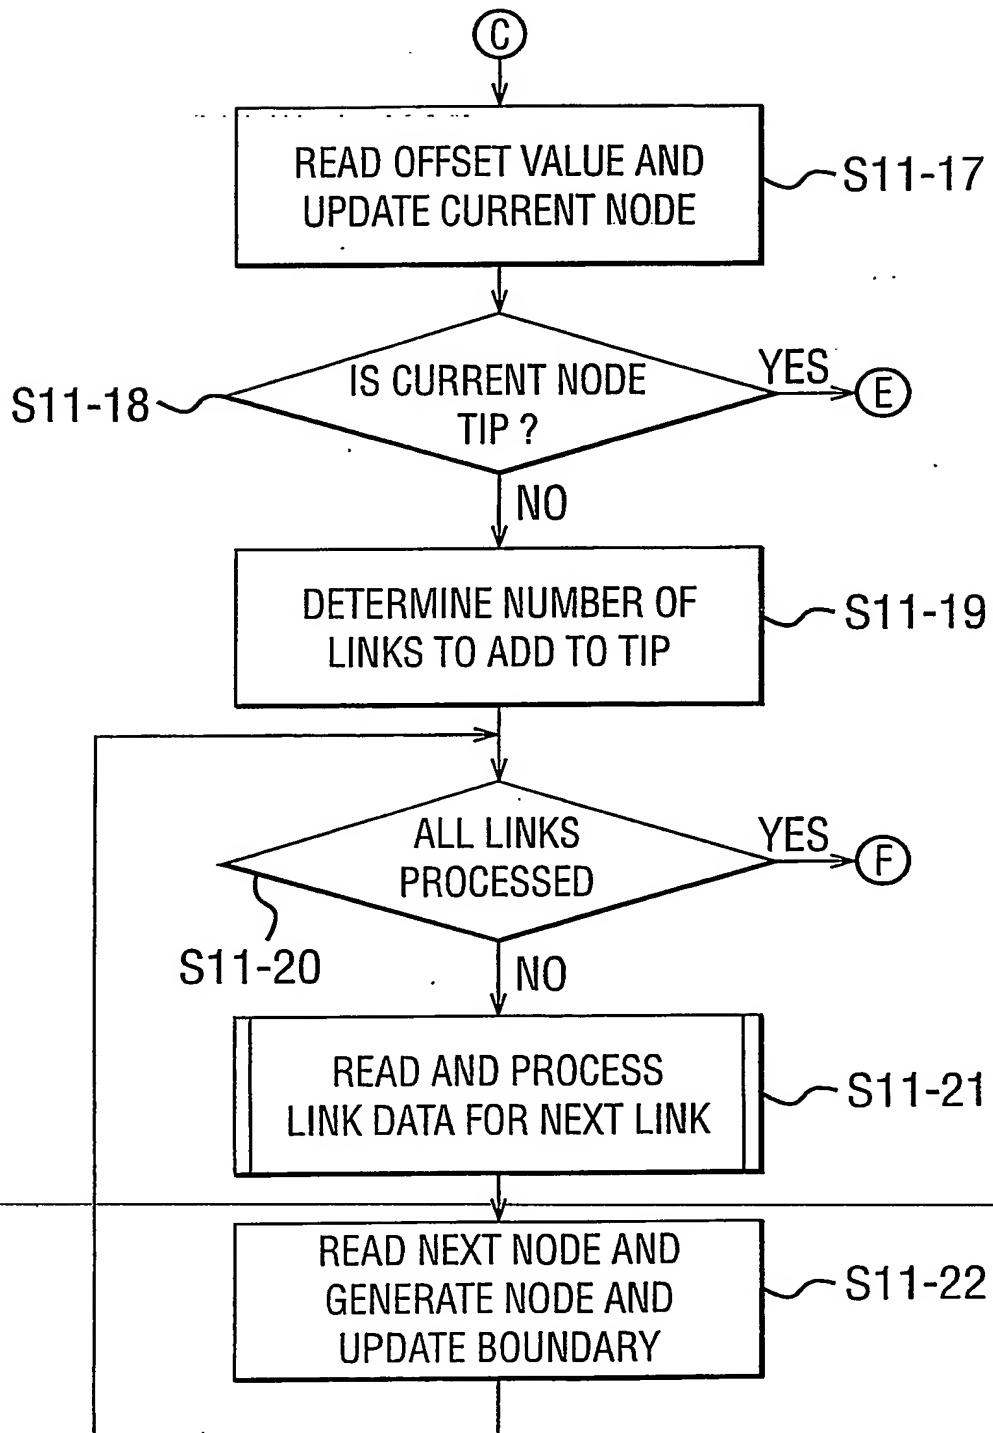 C
READ OFFSET VALUE AND
UPDATE CURRENT NODE
S11-17
IS CURRENT NODE
TIP ?
S11-18
YES
E
NO
DETERMINE NUMBER OF
LINKS TO ADD TO TIP
S11-19
ALL LINKS
PROCESSED
YES
F
S11-20
NO
READ AND PROCESS
LINK DATA FOR NEXT LINK
S11-21
READ NEXT NODE AND
GENERATE NODE AND
UPDATE BOUNDARY
S11-22